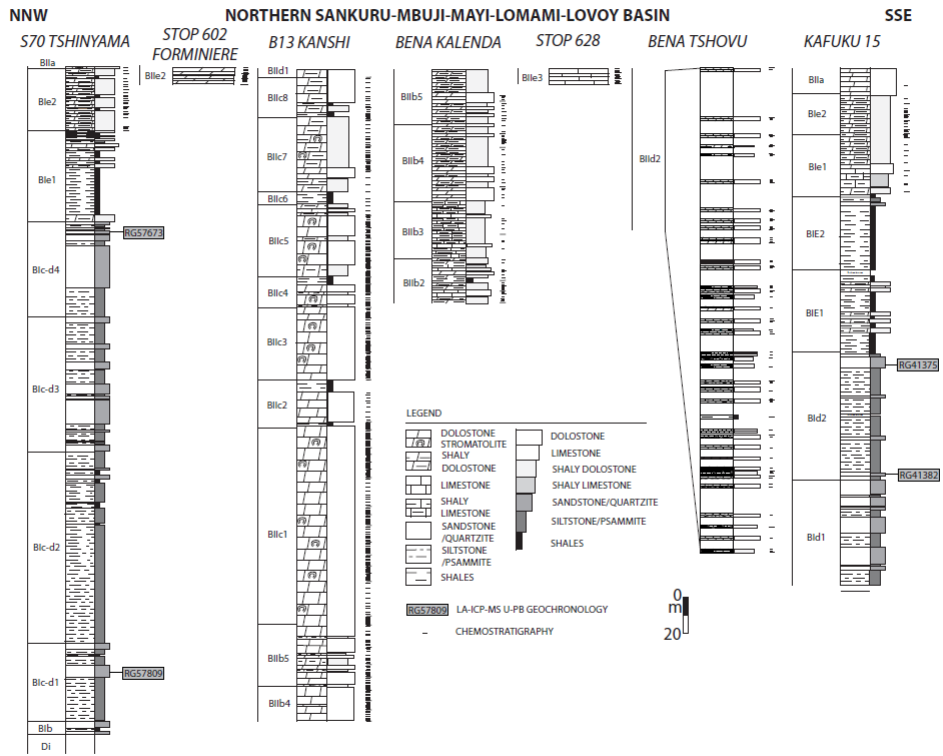 NNW
NORTHERN SANKURU-MBUJI-MAYI-LOMAMI-LOVOY BASIN
SSE
S70 TSHINYAMA
STOP 602
FORMINIERE
B13 KANSHI
BENA KALENDA
STOP 628
BENA TSHOVU
KAFUKU 15
BIIa
BIe2
BIe1
BIc-d4
BIc-d3
BIc-d2
BIc-d1
BIb
Di
RG57673
RG57809
BIIe2
BIId1
BIIc8
BIIc7
BIIc6
BIIc5
BIIc4
BIIc3
BIIc2
BIIc1
BIIb5
BIIb4
BIIb5
BIIb4
BIIb3
BIIb2
BIIe3
BIId2
BIIa
BIe2
BIe1
BIE2
BIE1
BId2
BId1
RG41375
RG41382
LEGEND
DOLOSTONE
STROMATOLITE
SHALY
DOLOSTONE
LIMESTONE
SHALY
LIMESTONE
SANDSTONE
/QUARTZITE
SILTSTONE
/PSAMMITE
SHALES
DOLOSTONE
LIMESTONE
SHALY DOLOSTONE
SHALY LIMESTONE
SANDSTONE/QUARTZITE
SILTSTONE/PSAMMITE
SHALES
RG57809 LA-ICP-MS U-PB GEOCHRONOLOGY
– CHEMOSTRATIGRAPHY
0
m
20